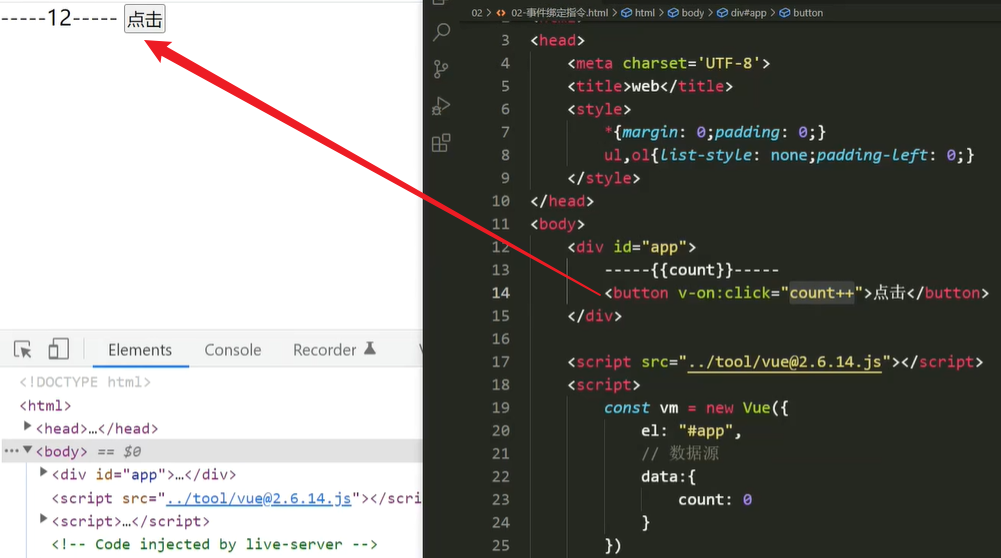 -----12----- 点击
Elements
Console
Recorder
<!DOCTYPE html>
<html>
<head>…</head>
<body> == $0
<div id="app">…</div>
<script src="../tool/vue@2.6.14.js"></scri
<script>…</script>
<!-- Code injected by live-server -->
02 > 02-事件绑定指令.html > html > body > div#app > button
3 <head>
4 <meta charset='UTF-8'>
5 <title>web</title>
6 <style>
7 *{margin: 0;padding: 0;}
8 ul,ol{list-style: none;padding-left: 0;}
9 </style>
10 </head>
11 <body>
12 <div id="app">
13 -----{{count}}-----
14 <button v-on:click="count++">点击</button>
15 </div>
16
17 <script src="../tool/vue@2.6.14.js"></script>
18 <script>
19 const vm = new Vue({
20 el: "#app",
21 // 数据源
22 data:{
23 count: 0
24 }
25 })